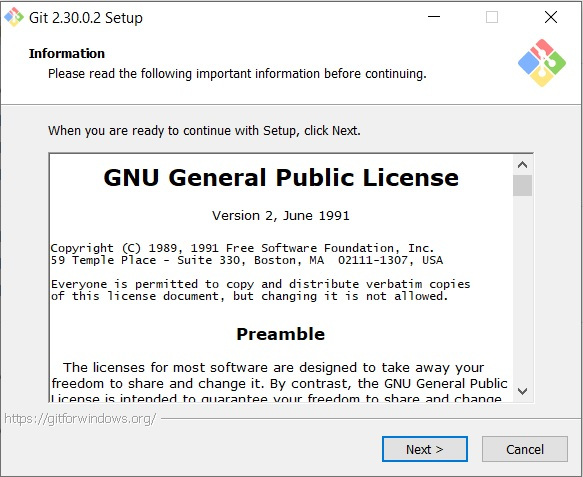 Git 2.30.0.2 Setup
Information
Please read the following important information before continuing.
When you are ready to continue with Setup, click Next.
GNU General Public License
Version 2, June 1991
Copyright (C) 1989, 1991 Free Software Foundation, Inc.
59 Temple Place - Suite 330, Boston, MA  02111-1307, USA
Everyone is permitted to copy and distribute verbatim copies
of this license document, but changing it is not allowed.
Preamble
The licenses for most software are designed to take away your
freedom to share and change it. By contrast, the GNU General Public
License is intended to guarantee your freedom to share and change
https://gitforwindows.org/
Next >
Cancel